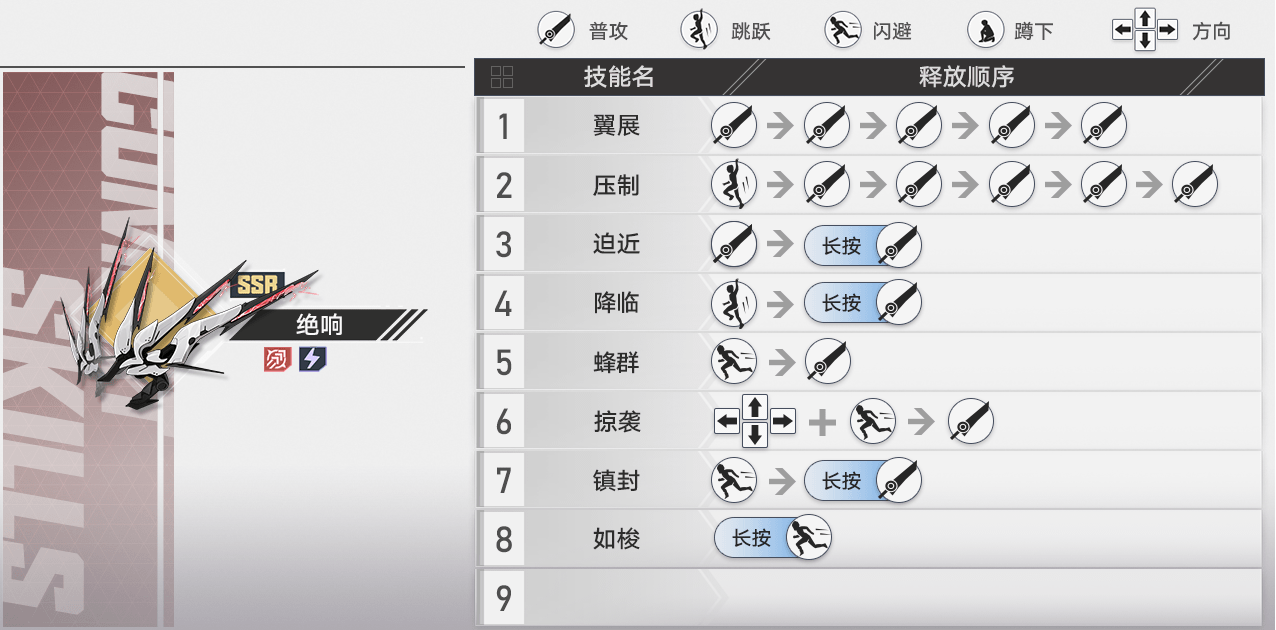 普攻 跳跃 闪避 蹲下 方向
技能名 释放顺序
COMBAT
SKILLS
SSR
绝响
1 翼展
2 压制
3 迫近 长按
4 降临 长按
5 蜂群
6 掠袭
7 镇封 长按
8 如梭 长按
9